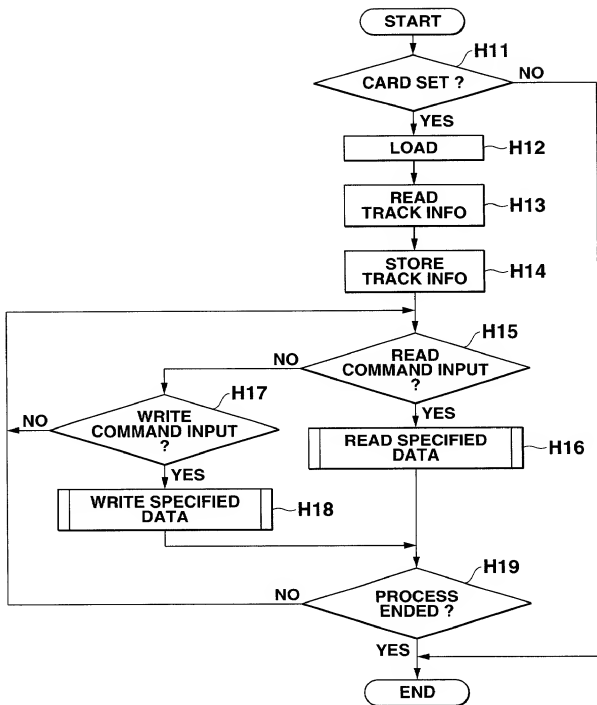 START
H11
CARD SET ?
NO
YES
LOAD
H12
READ
TRACK INFO
H13
STORE
TRACK INFO
H14
H15
READ
COMMAND INPUT
?
NO
YES
H17
WRITE
COMMAND INPUT
?
NO
YES
READ SPECIFIED
DATA
H16
WRITE SPECIFIED
DATA
H18
H19
PROCESS
ENDED ?
NO
YES
END